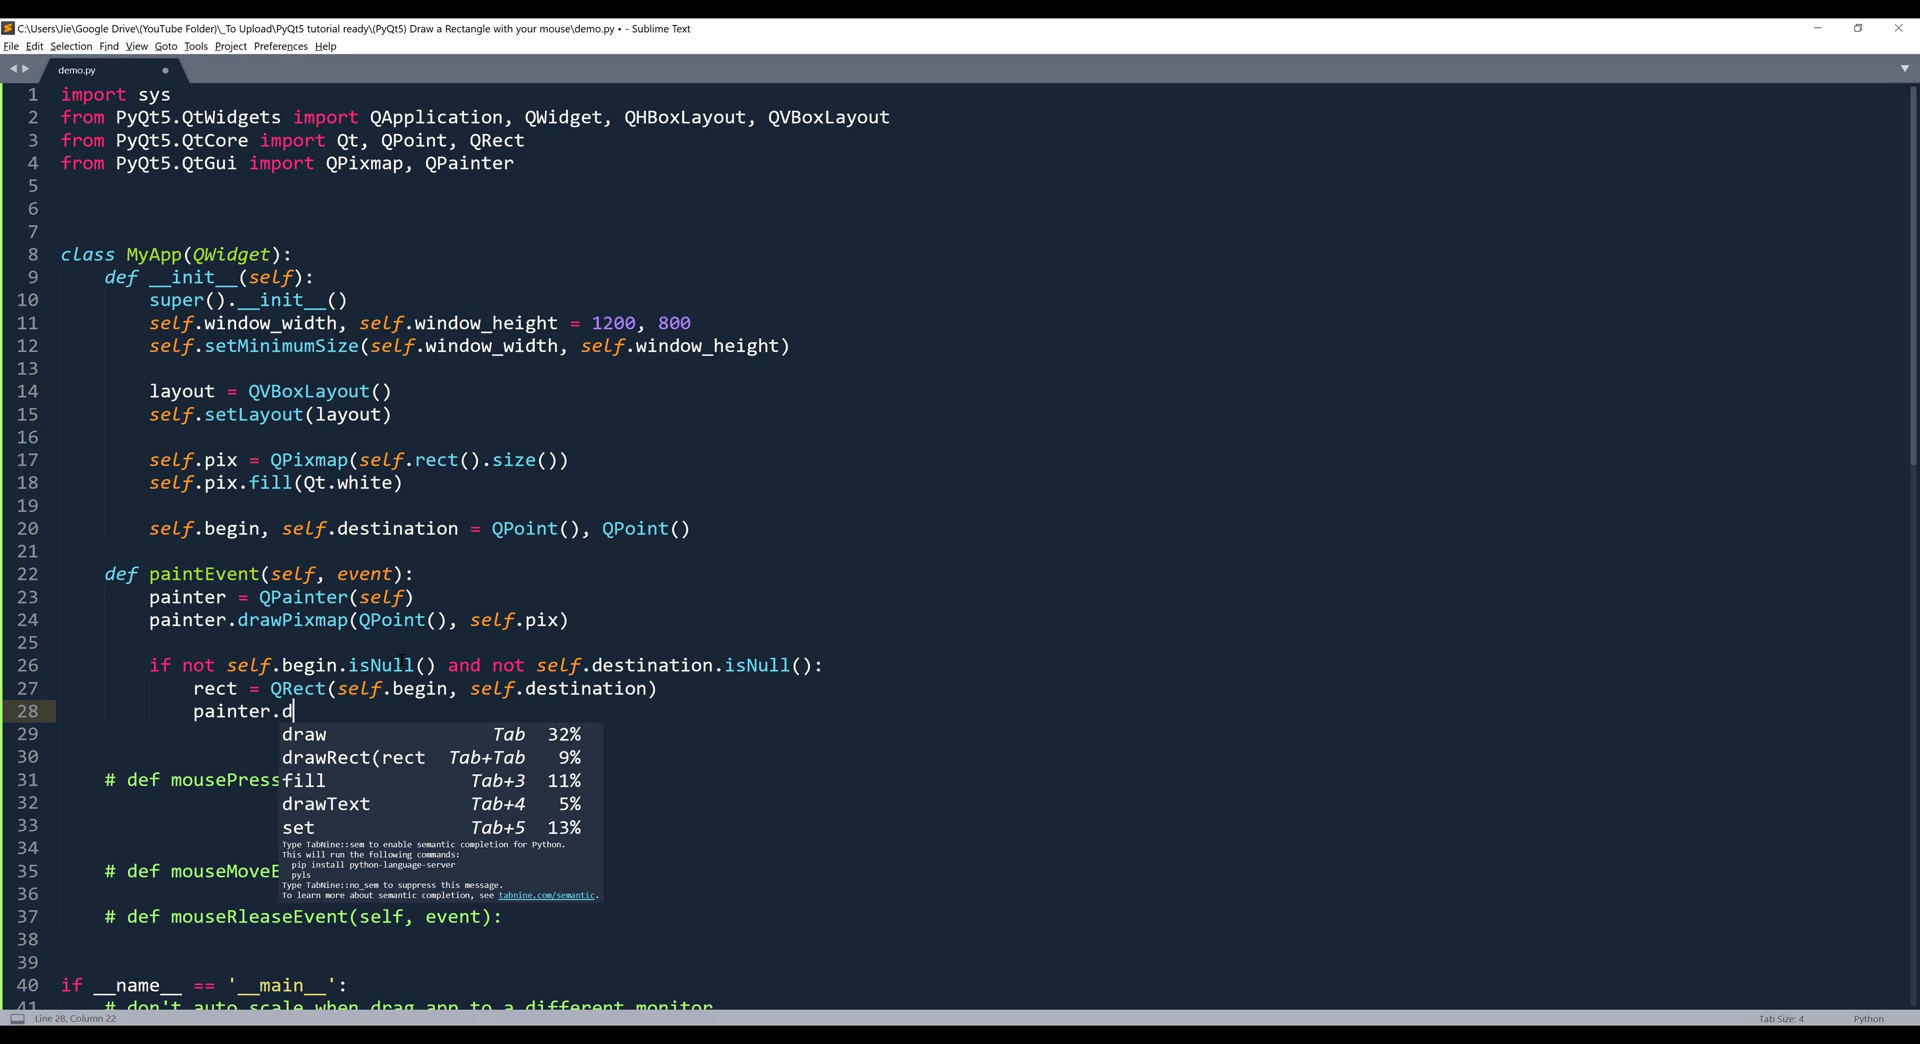 C:\Users\Jie\Google Drive\(YouTube Folder)\_To Upload\PyQt5 tutorial ready\(PyQt5) Draw a Rectangle with your mouse\demo.py • - Sublime Text
File Edit Selection Find View Goto Tools Project Preferences Help
demo.py
1 import sys
2 from PyQt5.QtWidgets import QApplication, QWidget, QHBoxLayout, QVBoxLayout
3 from PyQt5.QtCore import Qt, QPoint, QRect
4 from PyQt5.QtGui import QPixmap, QPainter
5
6
7
8 class MyApp(QWidget):
9     def __init__(self):
10         super().__init__()
11         self.window_width, self.window_height = 1200, 800
12         self.setMinimumSize(self.window_width, self.window_height)
13
14         layout = QVBoxLayout()
15         self.setLayout(layout)
16
17         self.pix = QPixmap(self.rect().size())
18         self.pix.fill(Qt.white)
19
20         self.begin, self.destination = QPoint(), QPoint()
21
22     def paintEvent(self, event):
23         painter = QPainter(self)
24         painter.drawPixmap(QPoint(), self.pix)
25
26         if not self.begin.isNull() and not self.destination.isNull():
27             rect = QRect(self.begin, self.destination)
28             painter.d
29 draw Tab 32%
30 drawRect(rect Tab+Tab 9%
31     # def mousePress fill Tab+3 11%
32 drawText Tab+4 5%
33 set Tab+5 13%
Type TabNine::sem to enable semantic completion for Python.
34 This will run the following commands:
pip install python-language-server
35     # def mouseMoveE pyls
Type TabNine::no_sem to suppress this message.
36 To learn more about semantic completion, see tabnine.com/semantic.
37     # def mouseRleaseEvent(self, event):
38
39
40 if __name__ == '__main__':
41     # don't auto scale when drag app to a different monitor
Line 28, Column 22 Tab Size: 4 Python